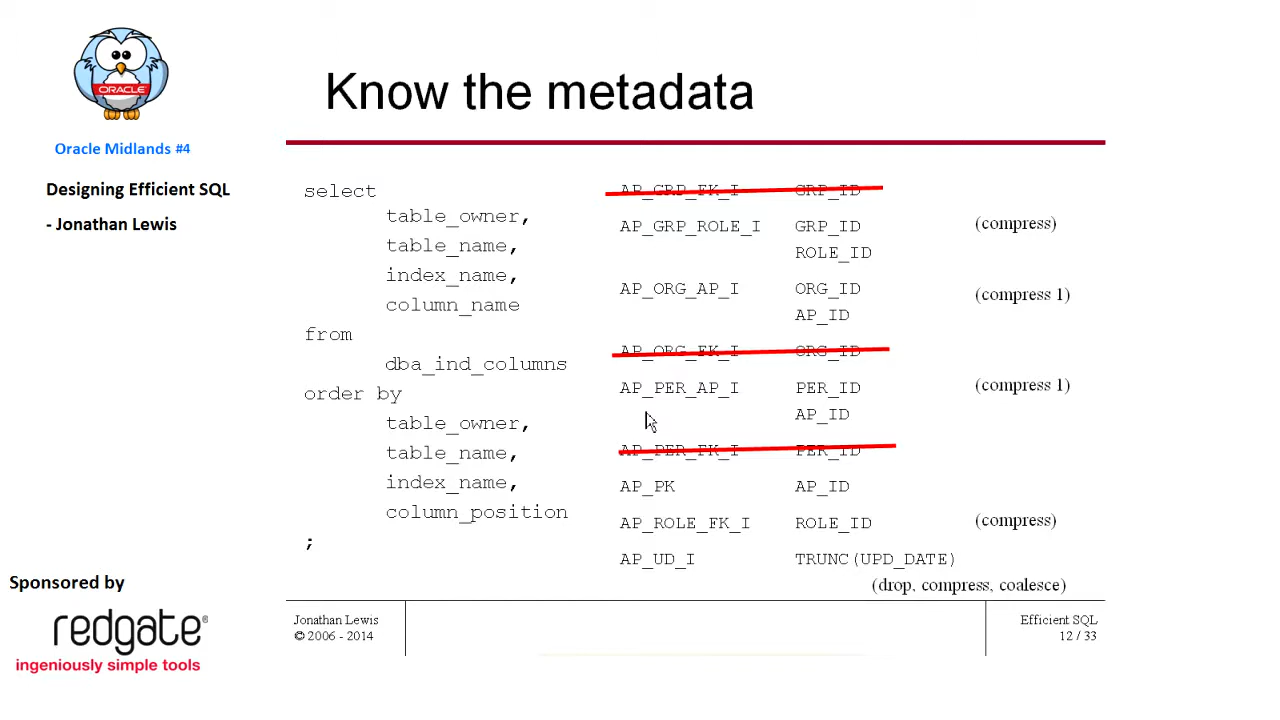 ORACLE
Know the metadata
Oracle Midlands #4
Designing Efficient SQL
- Jonathan Lewis
select
table_owner,
table_name,
index_name,
column_name
from
dba_ind_columns
order by
table_owner,
table_name,
index_name,
column_position
;
AP_GRP_FK_I GRP_ID
AP_GRP_ROLE_I GRP_ID (compress)
ROLE_ID
AP_ORG_AP_I ORG_ID (compress 1)
AP_ID
AP_ORG_FK_I ORG_ID
AP_PER_AP_I PER_ID (compress 1)
AP_ID
AP_PER_FK_I PER_ID
AP_PK AP_ID
AP_ROLE_FK_I ROLE_ID (compress)
AP_UD_I TRUNC(UPD_DATE)
(drop, compress, coalesce)
Sponsored by
redgate®
ingeniously simple tools
Jonathan Lewis
© 2006 - 2014
Efficient SQL
12 / 33